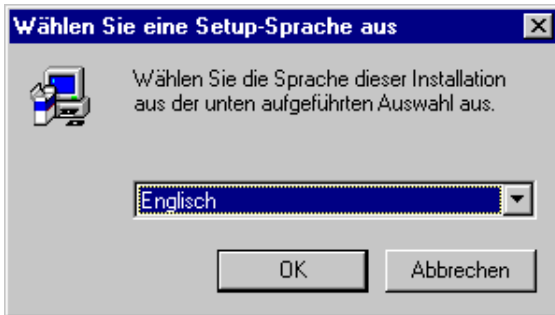 Wählen Sie eine Setup-Sprache aus
Wählen Sie die Sprache dieser Installation
aus der unten aufgeführten Auswahl aus.
Englisch
OK
Abbrechen